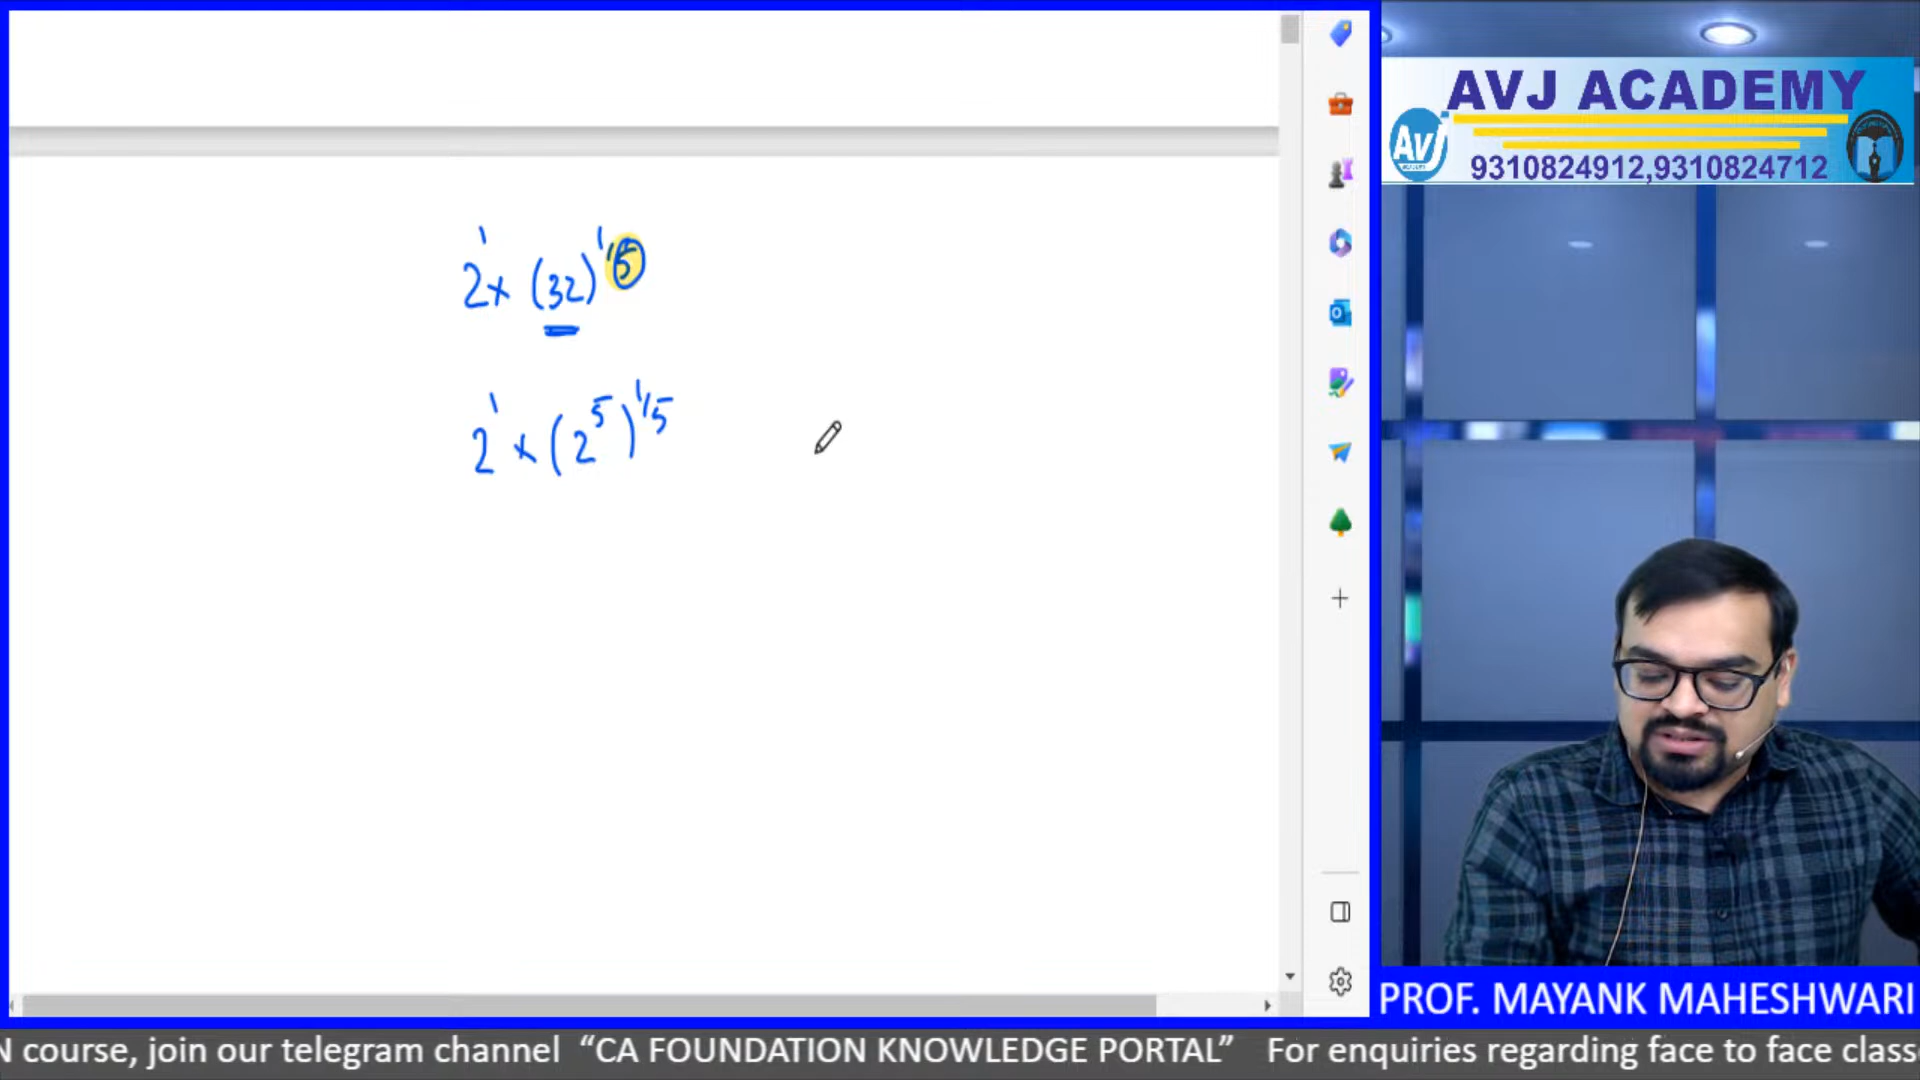 2¹ × (32)^1/5
2¹ × (2⁵)^1/5
AVJ ACADEMY
AVJ
9310824912,9310824712
PROF. MAYANK MAHESHWARI
N course, join our telegram channel “CA FOUNDATION KNOWLEDGE PORTAL” For enquiries regarding face to face class